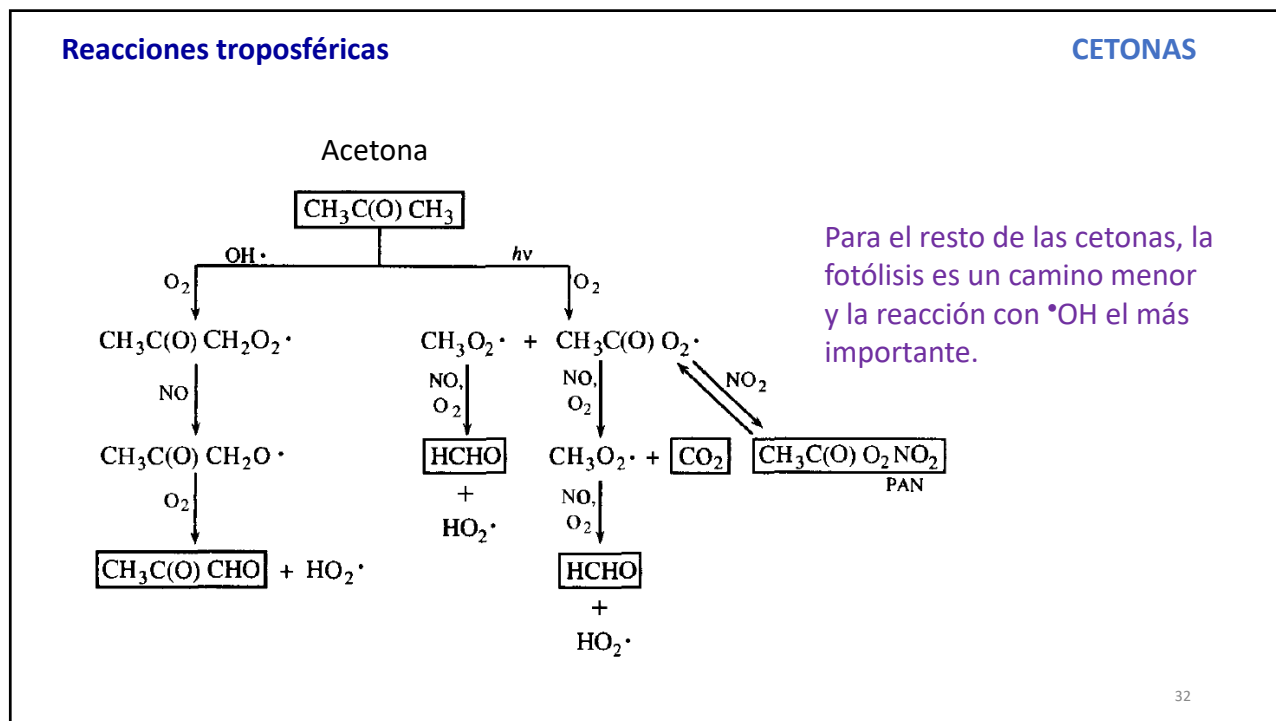 Reacciones troposféricas
CETONAS
Acetona
CH₃C(O) CH₃
OH·
hν
O₂
O₂
CH₃C(O) CH₂O₂·
CH₃O₂· + CH₃C(O) O₂·
NO
NO,
O₂
NO,
O₂
NO₂
CH₃C(O) CH₂O·
HCHO
CH₃O₂· + CO₂
CH₃C(O) O₂NO₂
PAN
O₂
+
HO₂·
NO,
O₂
CH₃C(O) CHO + HO₂·
HCHO
+
HO₂·
Para el resto de las cetonas, la
fotólisis es un camino menor
y la reacción con •OH el más
importante.
32